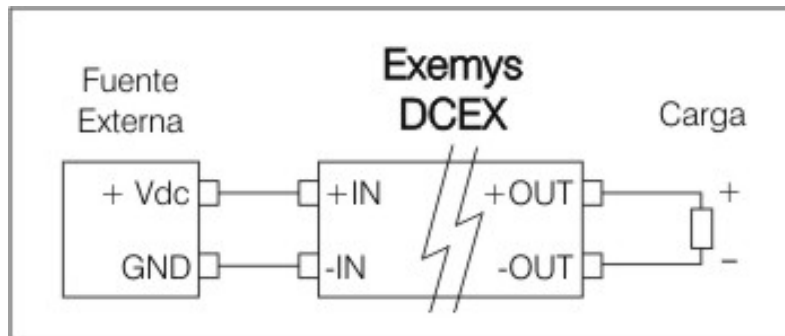 Fuente
Externa
Exemys
DCEX
Carga
+ Vdc
+IN
+OUT
+
GND
-IN
-OUT
-